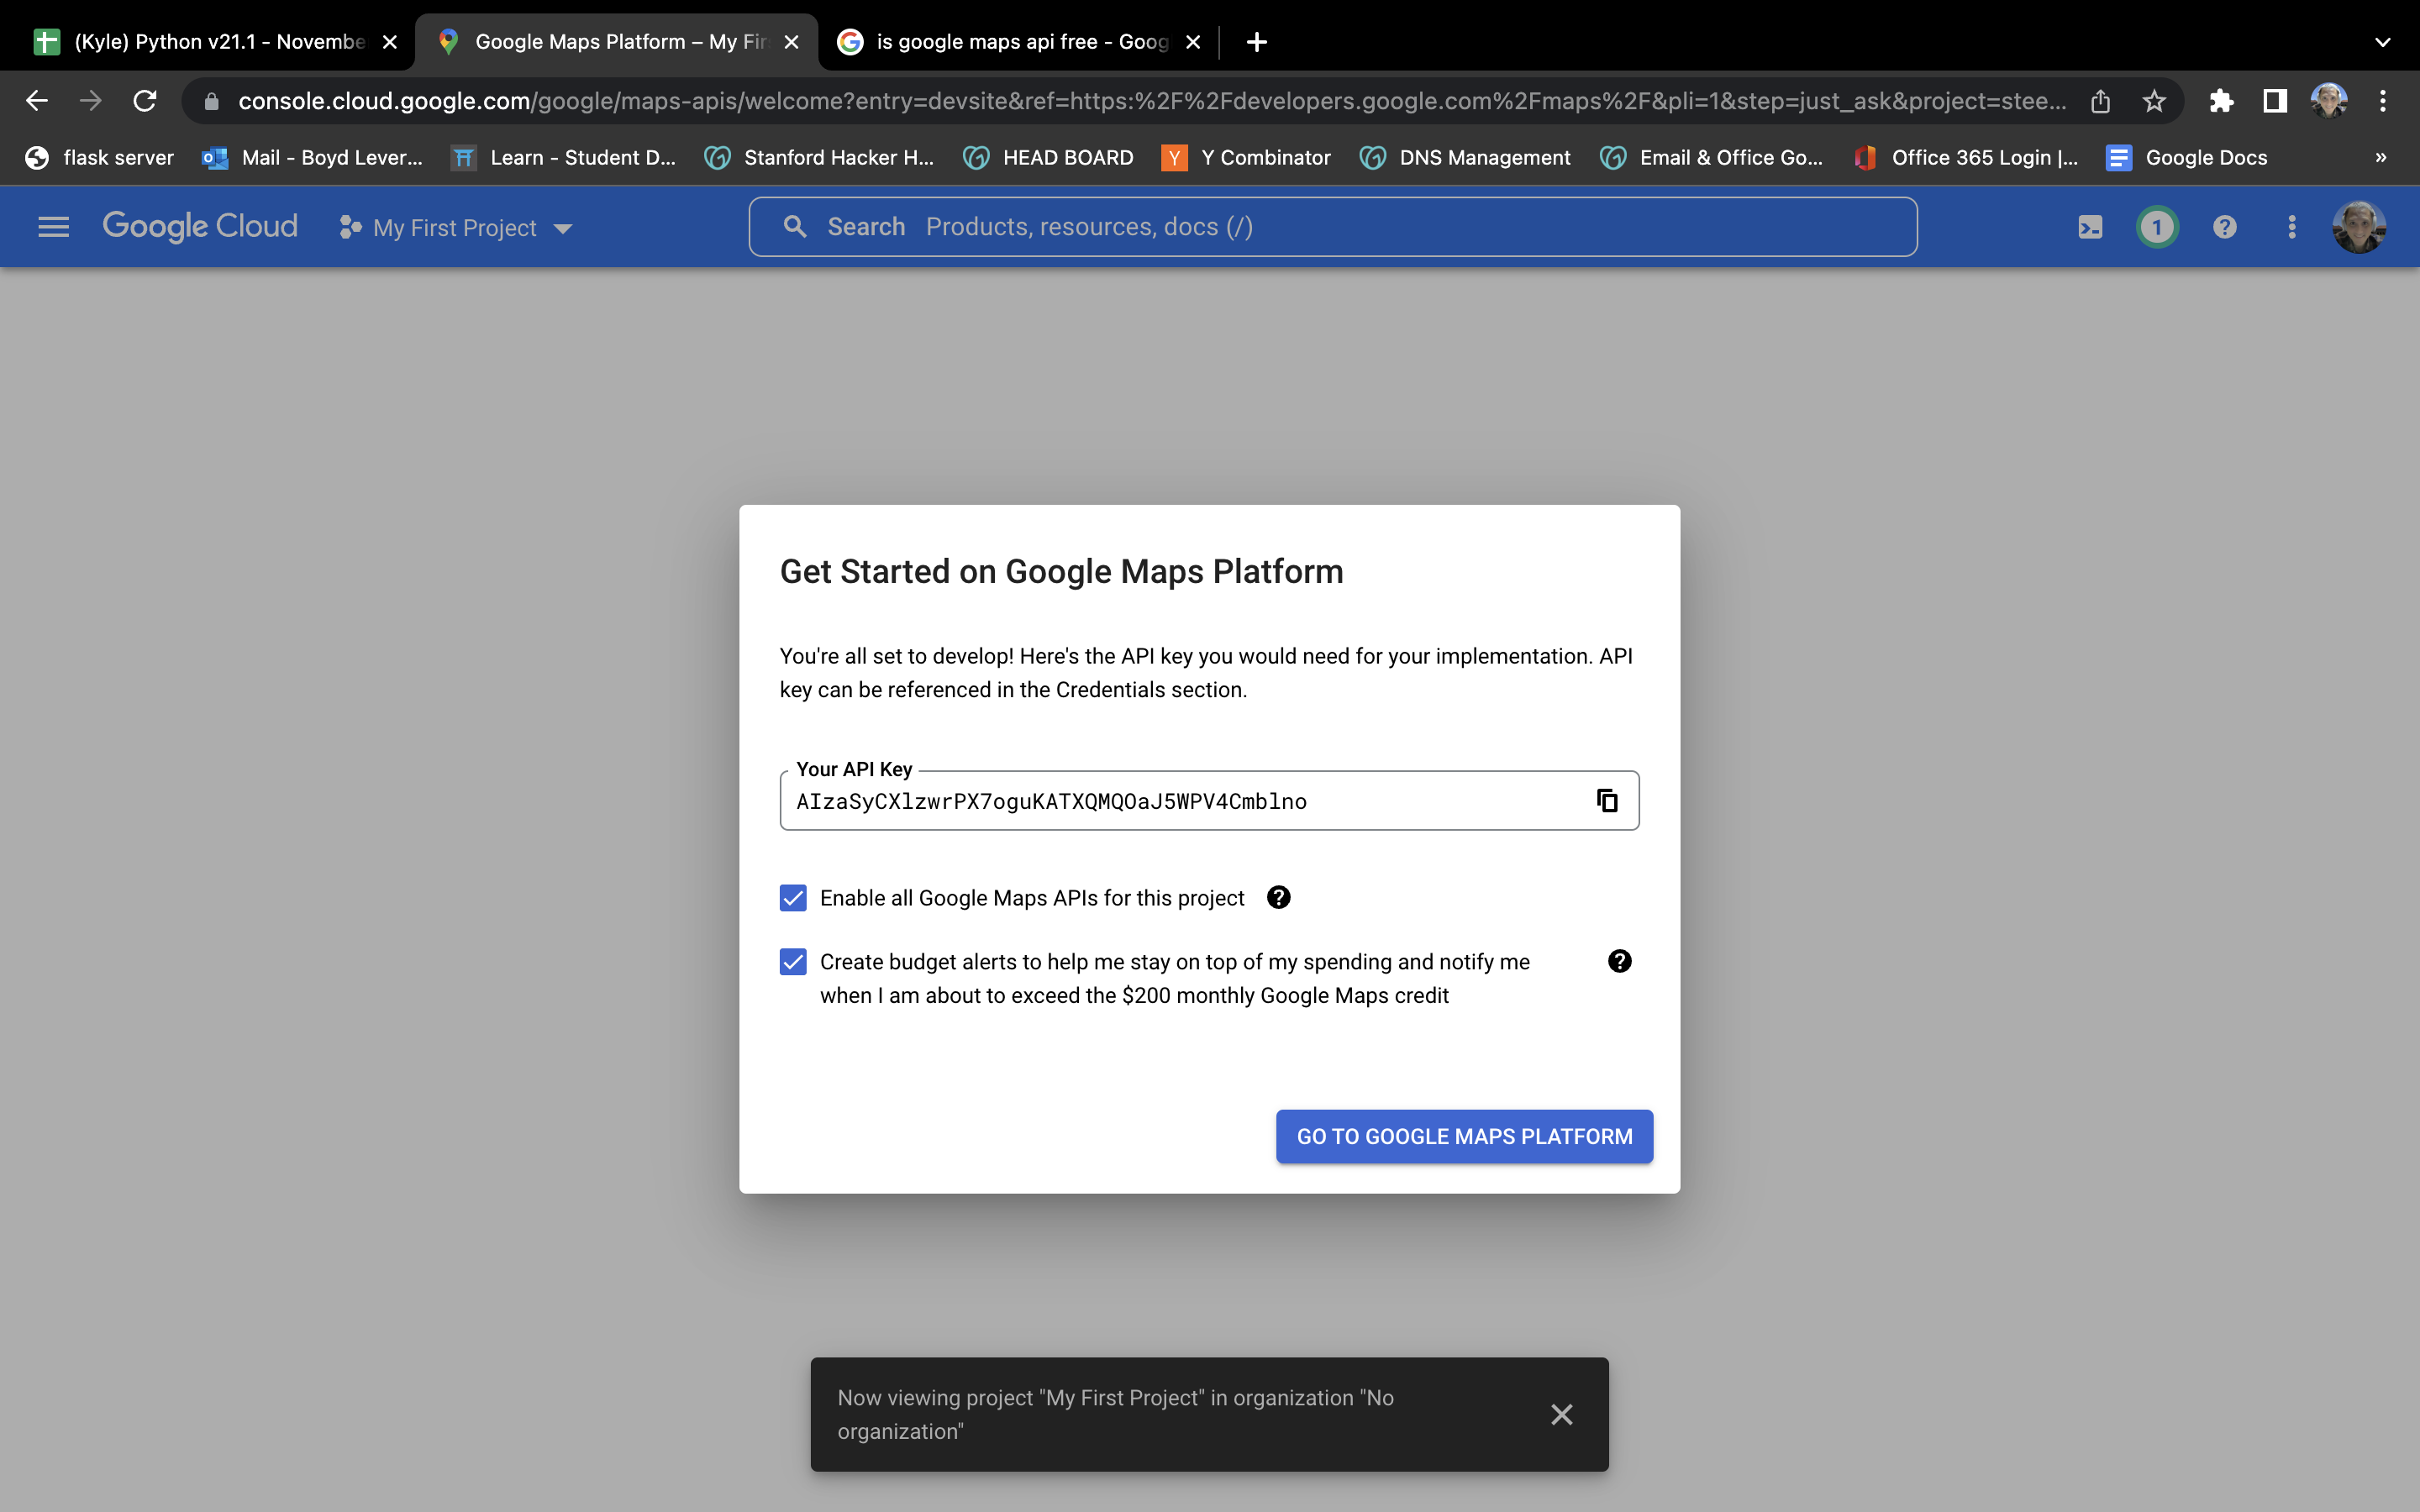 (Kyle) Python v21.1 - Novembe
Google Maps Platform – My Fir
is google maps api free - Goog
console.cloud.google.com/google/maps-apis/welcome?entry=devsite&ref=https:%2F%2Fdevelopers.google.com%2Fmaps%2F&pli=1&step=just_ask&project=stee...
flask server
Mail - Boyd Lever...
Learn - Student D...
Stanford Hacker H...
HEAD BOARD
Y Combinator
DNS Management
Email & Office Go...
Office 365 Login |...
Google Docs
»
Google Cloud
My First Project
Search Products, resources, docs (/)
1
Get Started on Google Maps Platform
You're all set to develop! Here's the API key you would need for your implementation. API
key can be referenced in the Credentials section.
Your API Key
AIzaSyCXlzwrPX7oguKATXQMQOaJ5WPV4Cmblno
Enable all Google Maps APIs for this project
Create budget alerts to help me stay on top of my spending and notify me
when I am about to exceed the $200 monthly Google Maps credit
GO TO GOOGLE MAPS PLATFORM
Now viewing project "My First Project" in organization "No
organization"